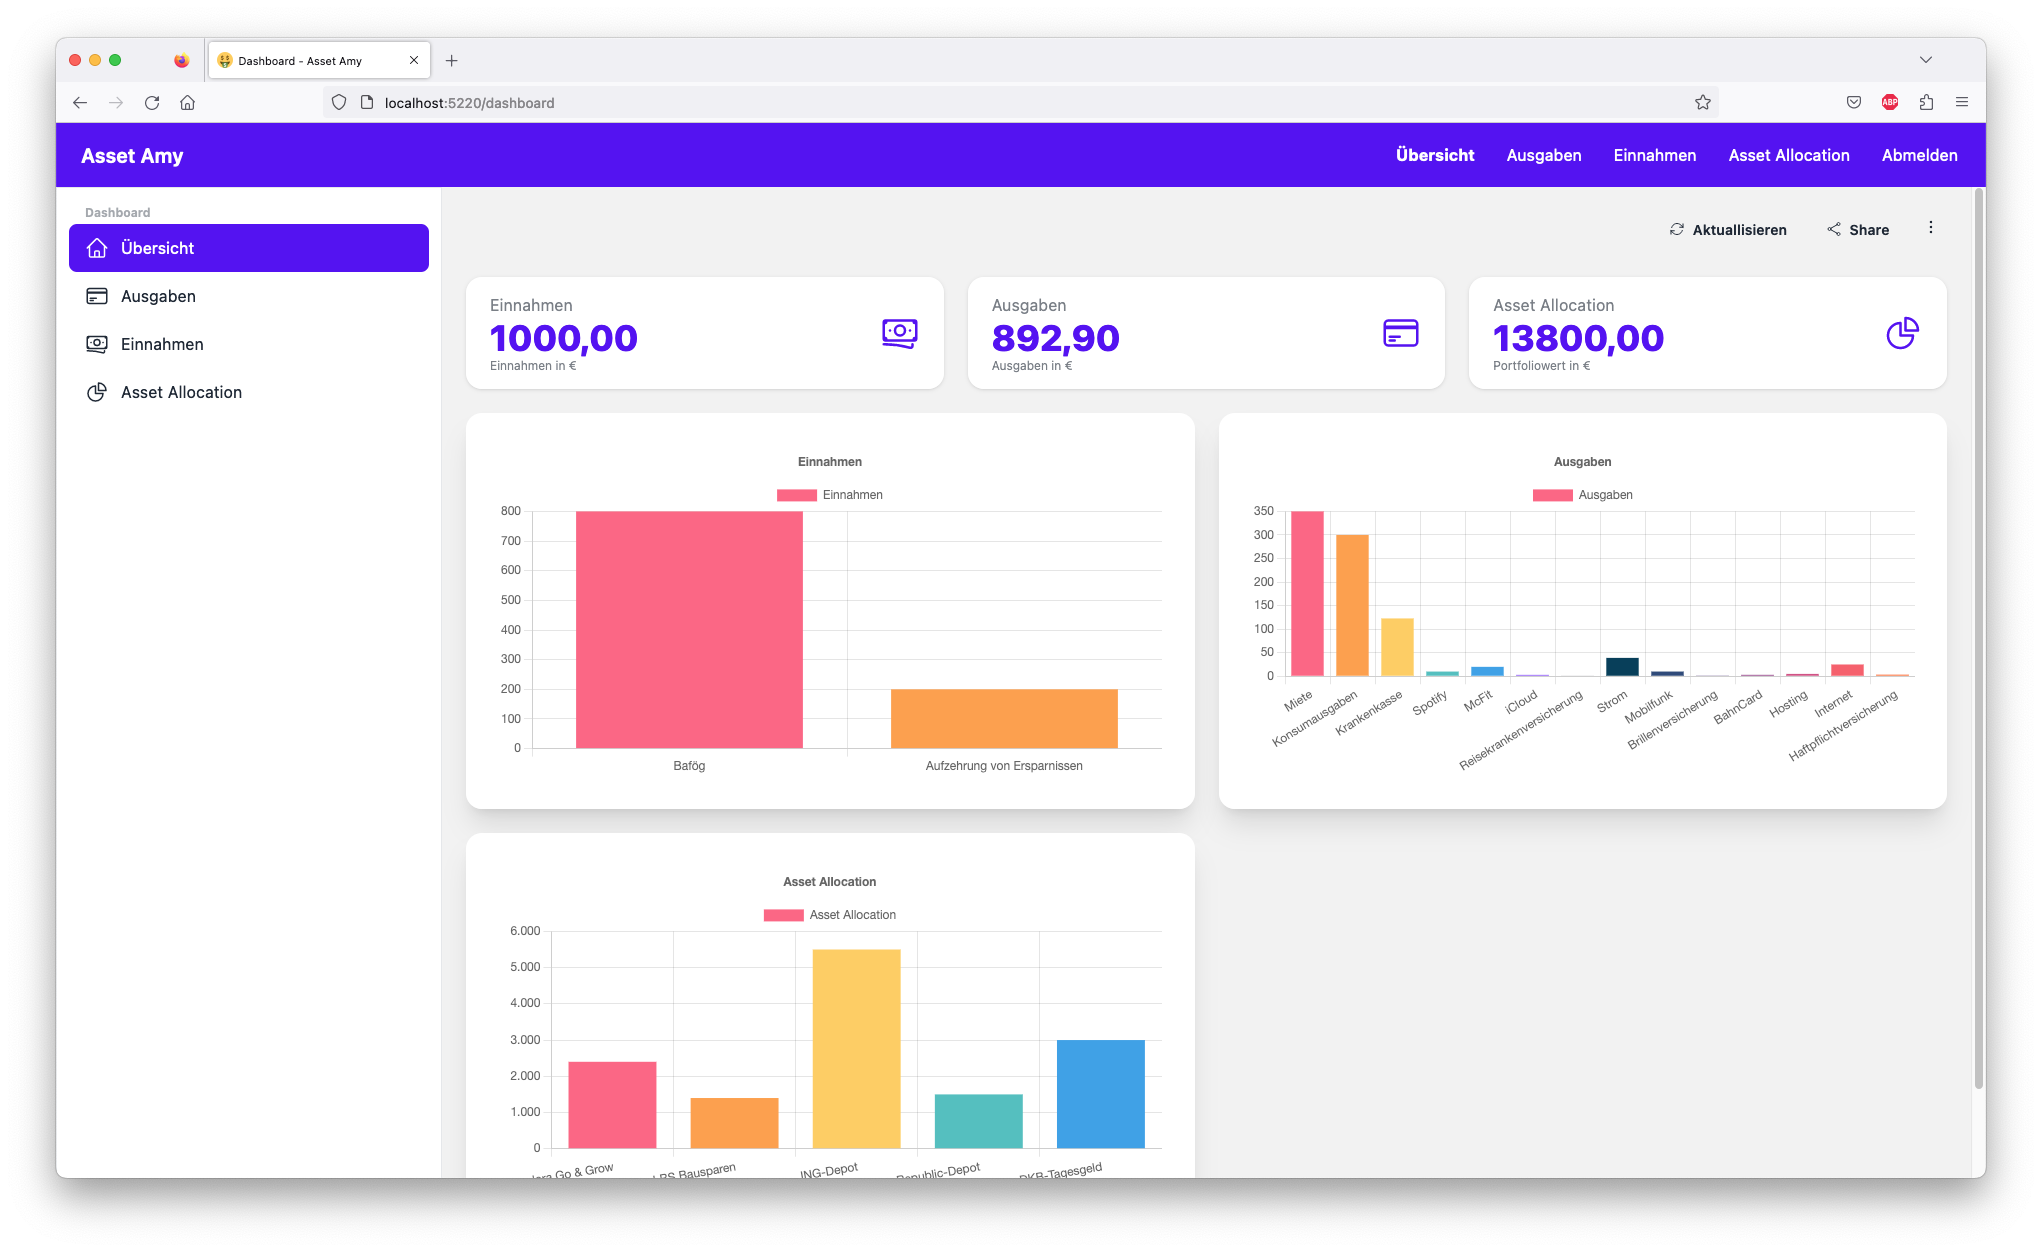 Dashboard - Asset Amy
localhost:5220/dashboard
ABP
Asset Amy
Übersicht Ausgaben Einnahmen Asset Allocation Abmelden
Dashboard
Übersicht
Ausgaben
Einnahmen
Asset Allocation
Aktuallisieren Share
Einnahmen
1000,00
Einnahmen in €
Ausgaben
892,90
Ausgaben in €
Asset Allocation
13800,00
Portfoliowert in €
Einnahmen
Einnahmen
800
700
600
500
400
300
200
100
0
Bafög Aufzehrung von Ersparnissen
Ausgaben
Ausgaben
350
300
250
200
150
100
50
0
Miete Konsumausgaben Krankenkasse Spotify McFit iCloud Reisekrankenversicherung Strom Mobilfunk Brillenversicherung BahnCard Hosting Internet Haftpflichtversicherung
Asset Allocation
Asset Allocation
6.000
5.000
4.000
3.000
2.000
1.000
0
Go & Grow Bausparen ING-Depot Republic-Depot DKB-Tagesgeld